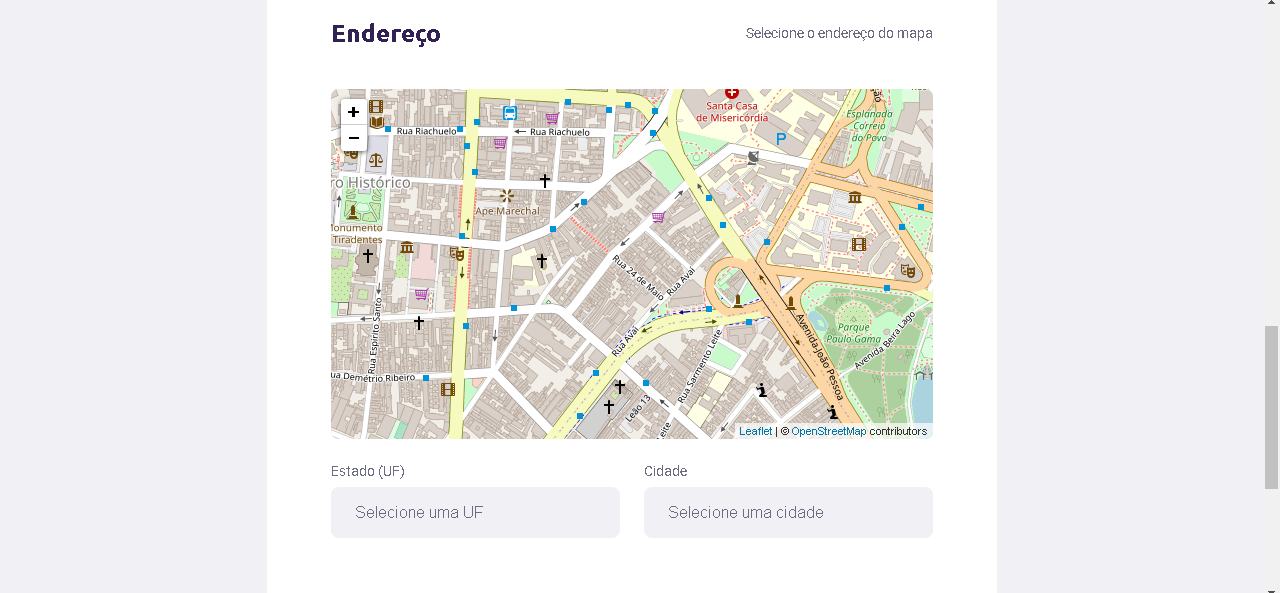 Endereço
Selecione o endereço do mapa
+
−
Santa Casa
de Misericórdia
Esplanada
Correio
do Povo
P
Rua Riachuelo
Rua Riachuelo
ro Histórico
Ape Marechal
Monumento
Tiradentes
Rua 24 de Maio
Rua Avaí
Rua Avaí
Rua Espírito Santo
ua Demétrio Ribeiro
Rua Sarmento Leite
Leão 13
Leite
Avenida João Pessoa
Parque
Paulo Gama
Avenida Beira Lago
Leaflet | © OpenStreetMap contributors
Estado (UF)
Cidade
Selecione uma UF
Selecione uma cidade